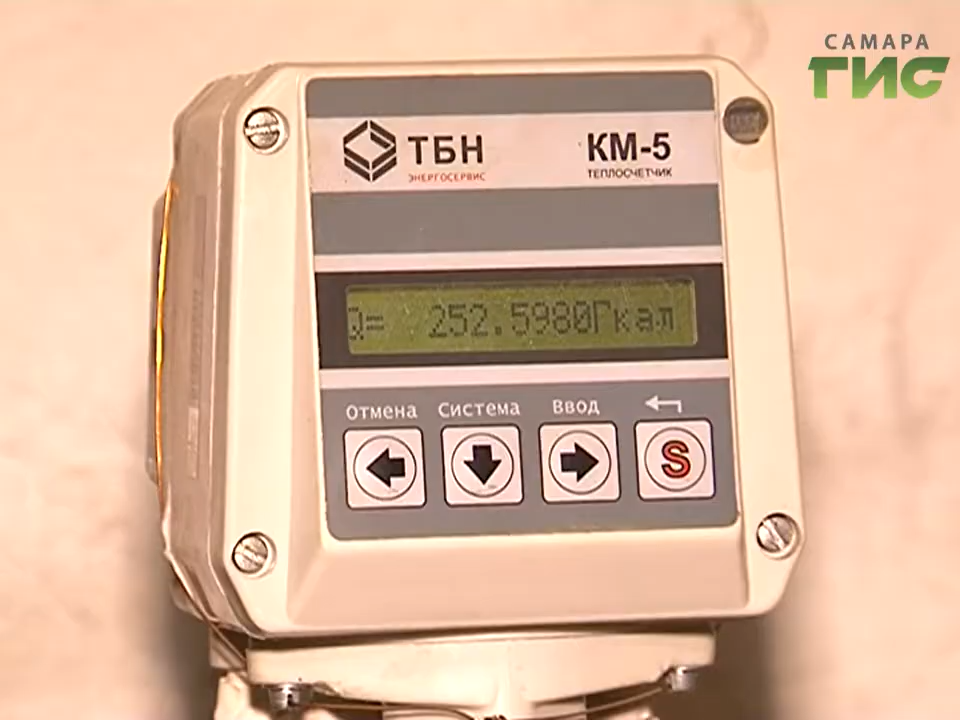 САМАРА
ГИС
ТБН
ЭНЕРГОСЕРВИС
КМ-5
ТЕПЛОСЧЕТЧИК
Q= 252.5980Гкал
Отмена Система Ввод
S